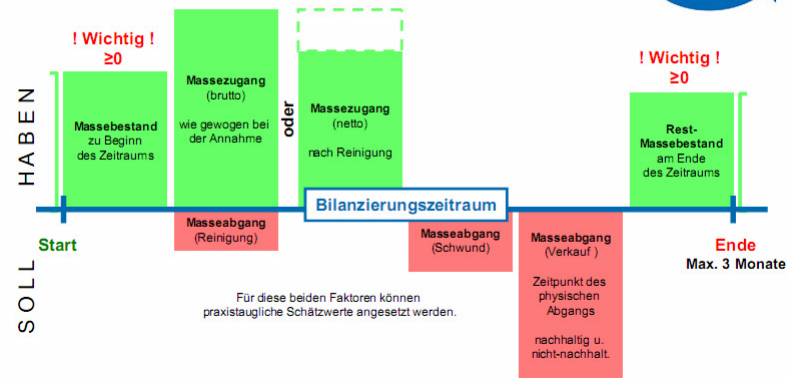 ! Wichtig !
≥0
Massebestand
zu Beginn
des Zeitraums
Massezugang
(brutto)
wie gewogen bei
der Annahme
oder
Massezugang
(netto)
nach Reinigung
! Wichtig !
≥0
Rest-
Massebestand
am Ende
des Zeitraums
HABEN
Bilanzierungszeitraum
Start
Masseabgang
(Reinigung)
Masseabgang
(Schwund)
Masseabgang
(Verkauf )
Zeitpunkt des
physischen
Abgangs
nachhaltig u.
nicht-nachhalt.
Ende
Max. 3 Monate
SOLL
Für diese beiden Faktoren können
praxistaugliche Schätzwerte angesetzt werden.